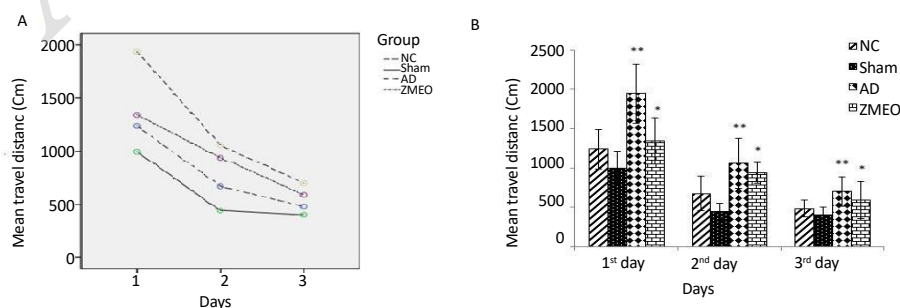 A
Mean travel distanc (Cm)
2000
1500
1000
500
0
1
2
3
Days
Group
NC
Sham
AD
ZMEO
B
Mean travel distanc (Cm)
2500
2000
1500
1000
500
0
**
*
**
*
**
*
1st day
2nd day
3rd day
Days
NC
Sham
AD
ZMEO